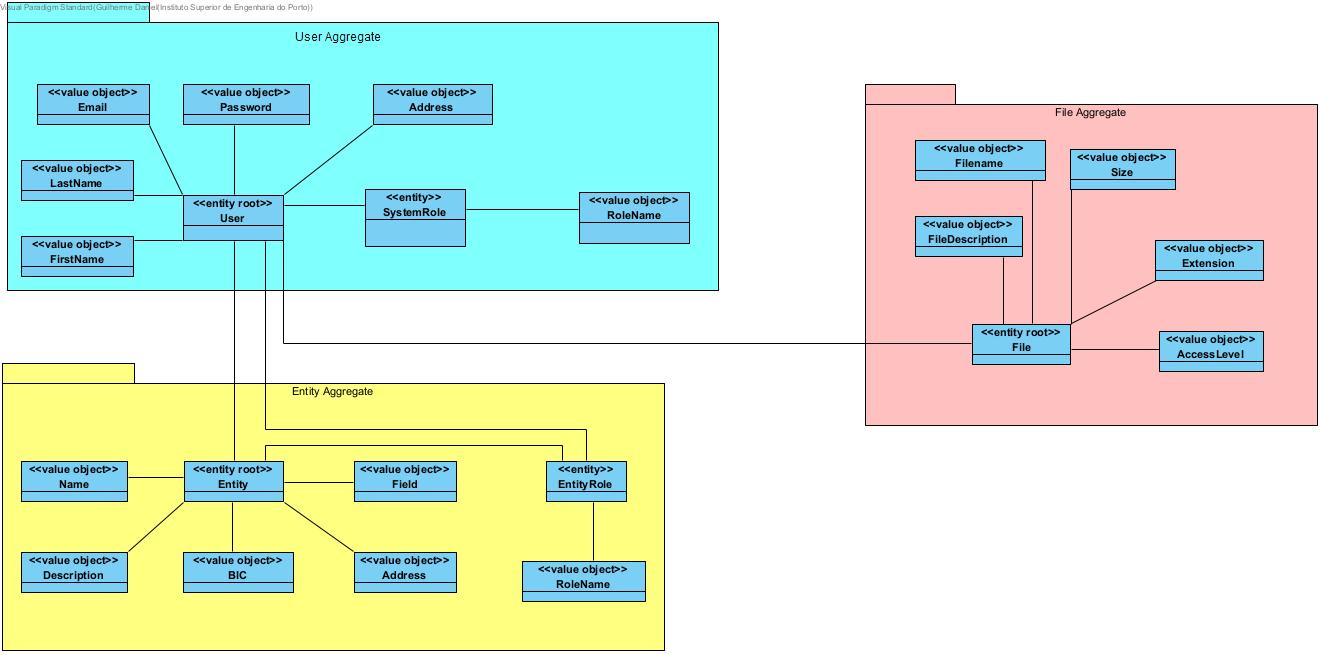 Visual Paradigm Standard(Guilherme Daniel(Instituto Superior de Engenharia do Porto))
User Aggregate
<<value object>>
Email
<<value object>>
Password
<<value object>>
Address
<<value object>>
LastName
<<entity root>>
User
<<entity>>
SystemRole
<<value object>>
RoleName
<<value object>>
FirstName
File Aggregate
<<value object>>
Filename
<<value object>>
Size
<<value object>>
FileDescription
<<value object>>
Extension
<<entity root>>
File
<<value object>>
AccessLevel
Entity Aggregate
<<value object>>
Name
<<entity root>>
Entity
<<value object>>
Field
<<entity>>
EntityRole
<<value object>>
Description
<<value object>>
BIC
<<value object>>
Address
<<value object>>
RoleName